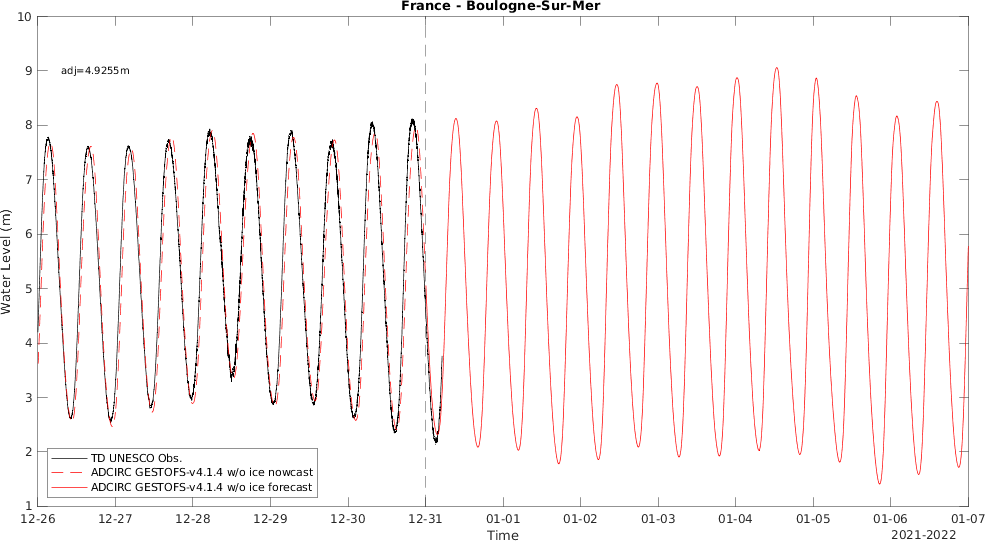 France - Boulogne-Sur-Mer
adj=4.9255m
Water Level (m)
10
9
8
7
6
5
4
3
2
1
TD UNESCO Obs.
ADCIRC GESTOFS-v4.1.4 w/o ice nowcast
ADCIRC GESTOFS-v4.1.4 w/o ice forecast
12-26 12-27 12-28 12-29 12-30 12-31 01-01 01-02 01-03 01-04 01-05 01-06 01-07
Time
2021-2022